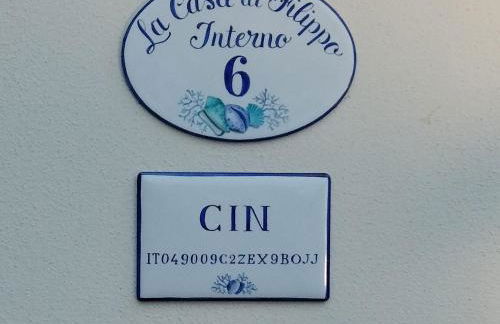 La Casa di Filippo
Interno
6
CIN
IT049009C2ZEX9BOJJ